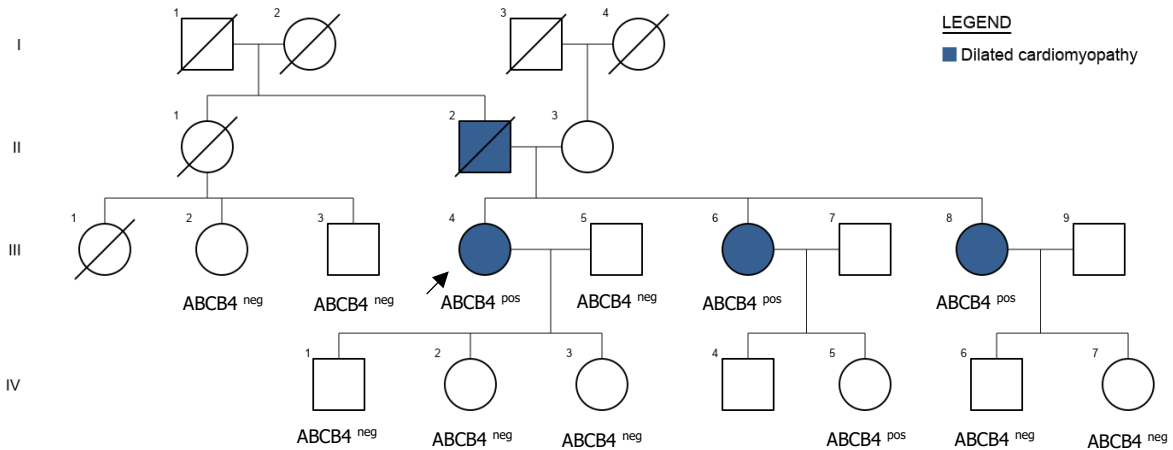 1 2 3 4 LEGEND
I Dilated cardiomyopathy
1 2 3
II
1 2 3 4 5 6 7 8 9
III
ABCB4 neg ABCB4 neg ABCB4 pos ABCB4 neg ABCB4 pos ABCB4 pos
1 2 3 4 5 6 7
IV
ABCB4 neg ABCB4 neg ABCB4 neg ABCB4 pos ABCB4 neg ABCB4 neg